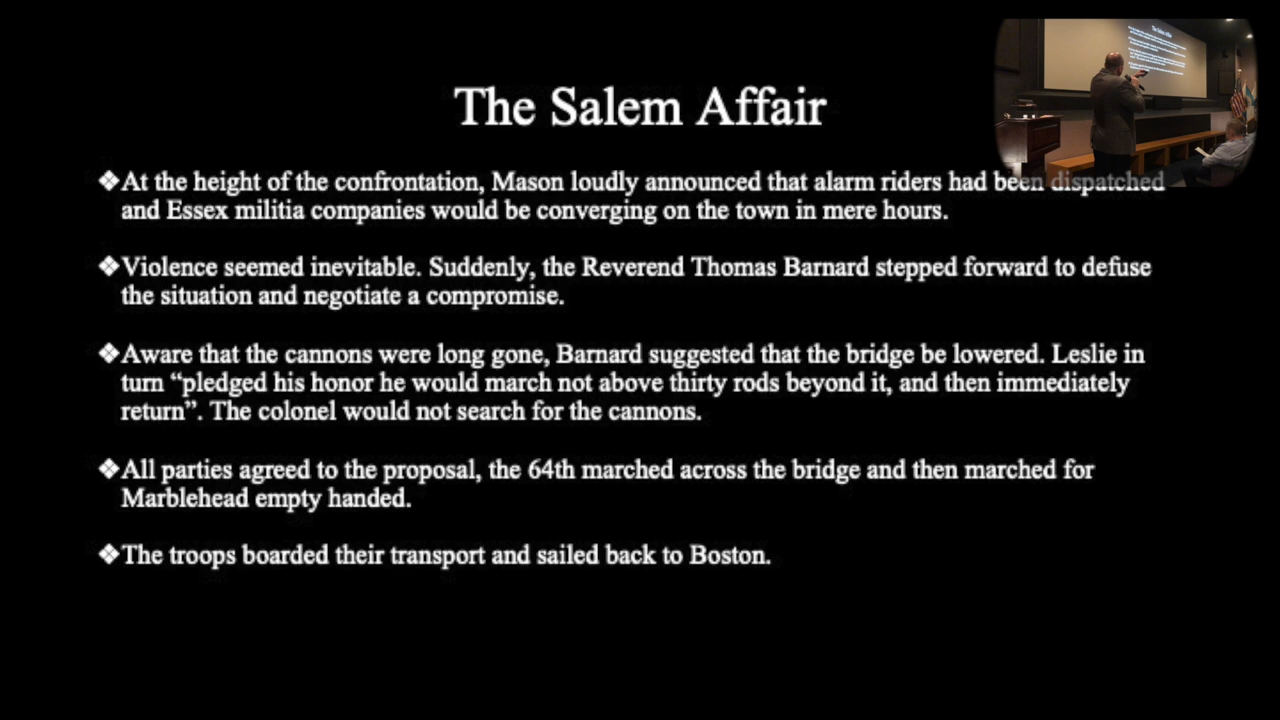 The Salem Affair
❖At the height of the confrontation, Mason loudly announced that alarm riders had been dispatched
and Essex militia companies would be converging on the town in mere hours.
❖Violence seemed inevitable. Suddenly, the Reverend Thomas Barnard stepped forward to defuse
the situation and negotiate a compromise.
❖Aware that the cannons were long gone, Barnard suggested that the bridge be lowered. Leslie in
turn “pledged his honor he would march not above thirty rods beyond it, and then immediately
return”. The colonel would not search for the cannons.
❖All parties agreed to the proposal, the 64th marched across the bridge and then marched for
Marblehead empty handed.
❖The troops boarded their transport and sailed back to Boston.